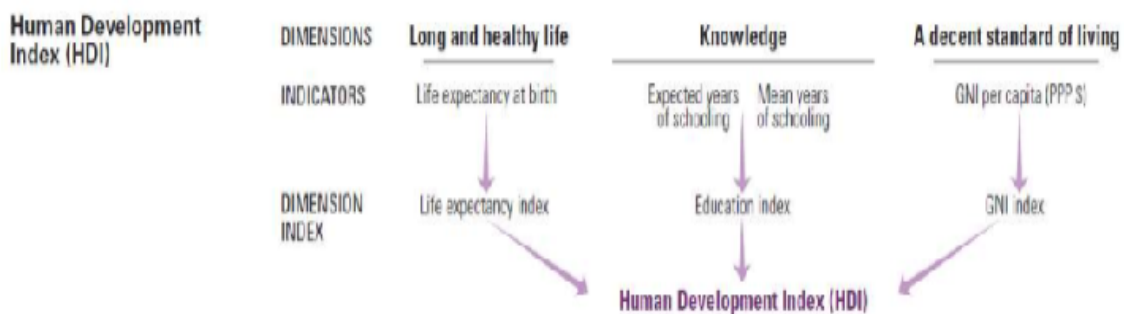 Human Development
Index (HDI)
DIMENSIONS Long and healthy life Knowledge A decent standard of living
INDICATORS Life expectancy at birth Expected years Mean years GNI per capita (PPP $)
of schooling of schooling
DIMENSION Life expectancy index Education index GNI index
INDEX
Human Development Index (HDI)